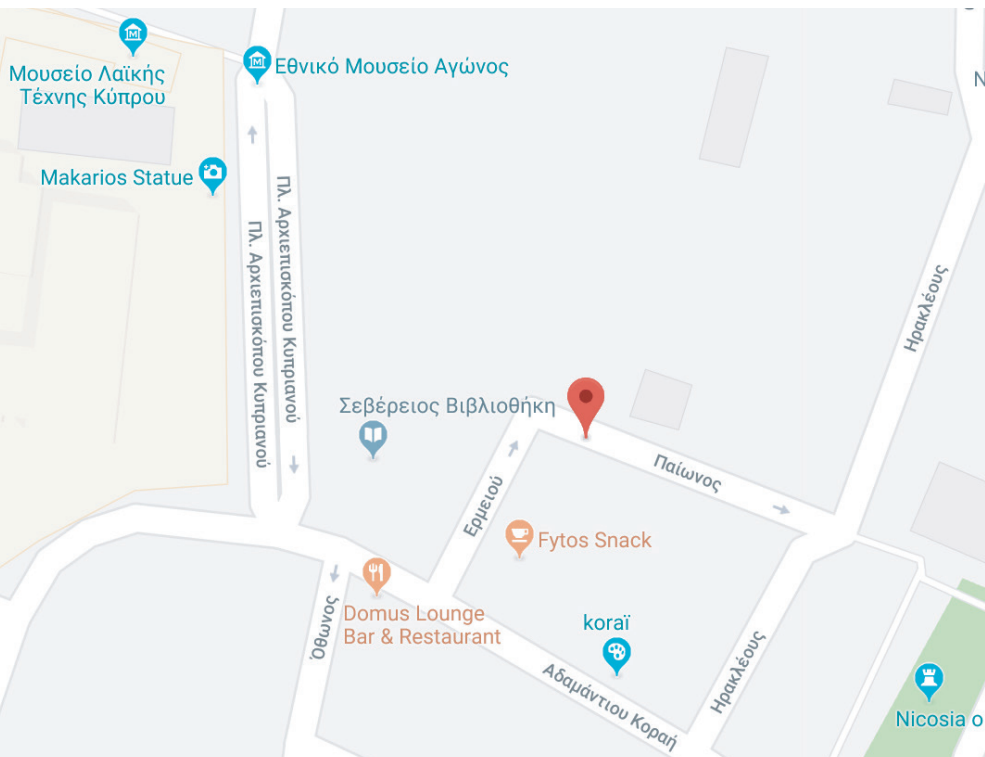 Μουσείο Λαϊκής
Τέχνης Κύπρου
Εθνικό Μουσείο Αγώνος
N
Makarios Statue
Πλ. Αρχιεπισκόπου Κυπριανού
Πλ. Αρχιεπισκόπου Κυπριανού
Ηρακλέους
Σεβέρειος Βιβλιοθήκη
Παίωνος
Ερμειού
Fytos Snack
Όθωνος
Domus Lounge
Bar & Restaurant
koraï
Αδαμάντιου Κοραή
Ηρακλέους
Nicosia o